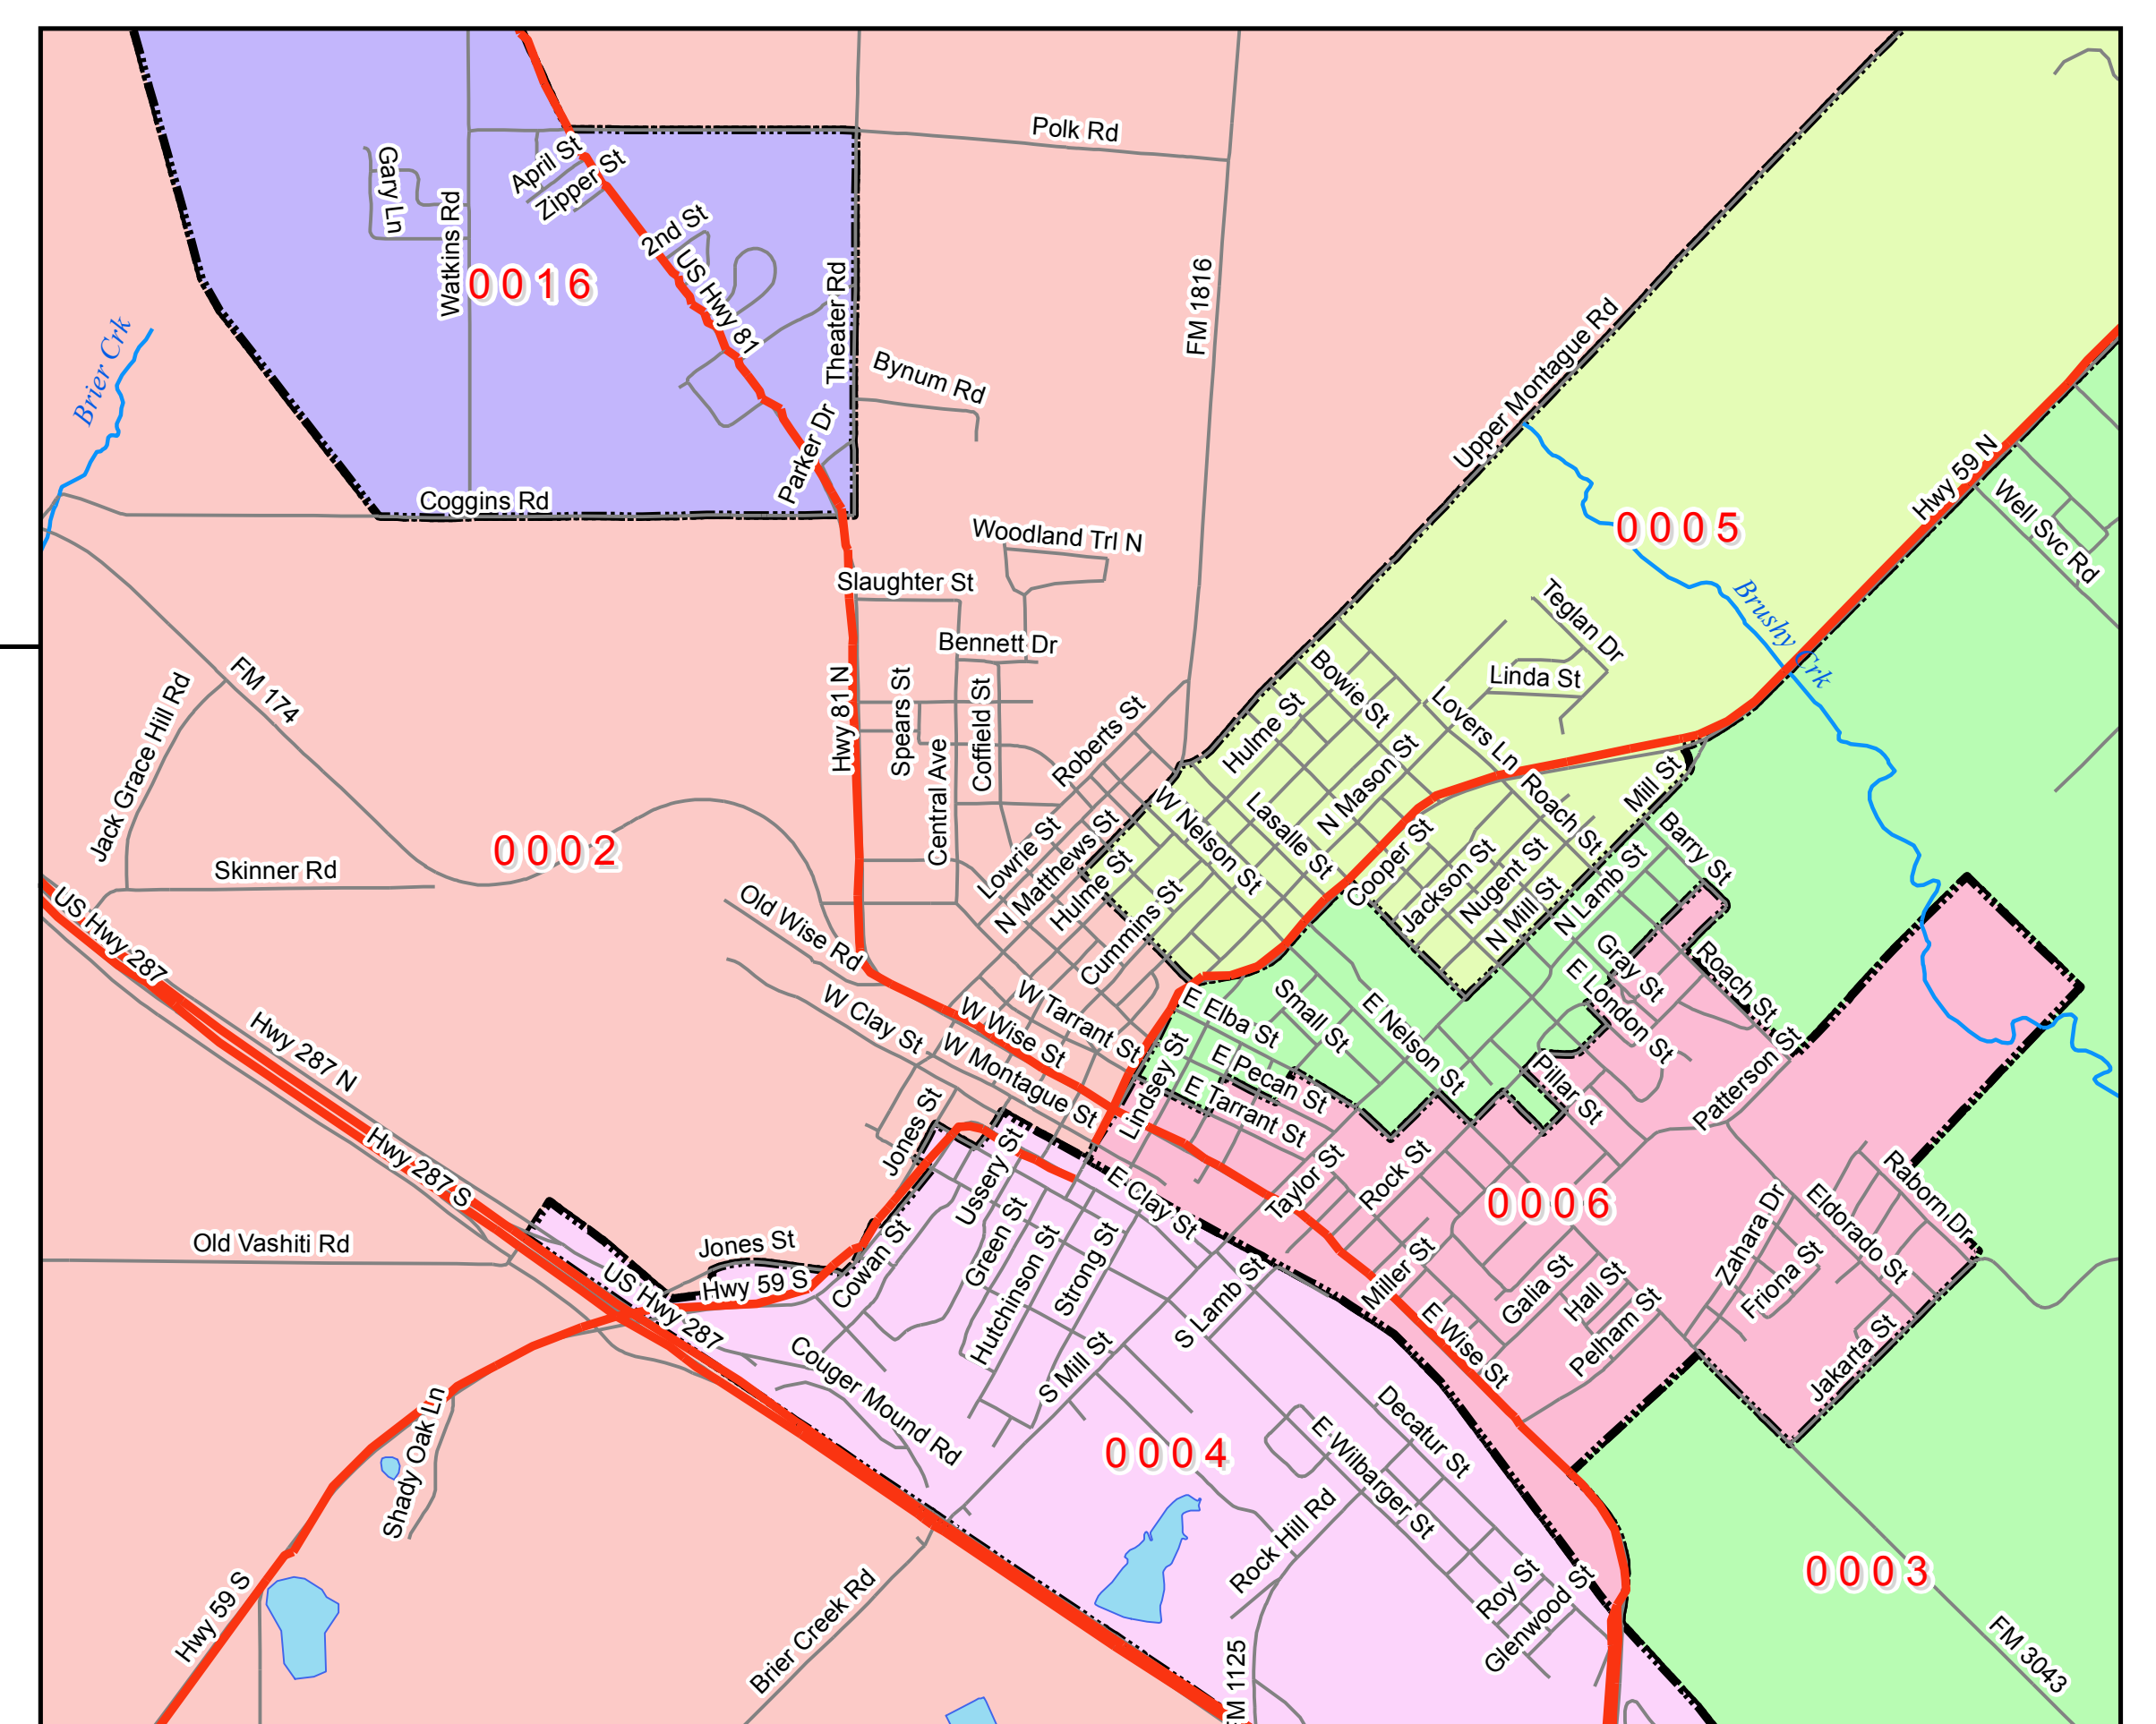 Polk Rd
April St
Zipper St
Gary Ln
Watkins Rd
2nd St
0016
US Hwy 81
Theater Rd
FM 1816
Brier Crk
Bynum Rd
Upper Montague Rd
Parker Dr
Coggins Rd
Hwy 59 N
Well Svc Rd
0005
Woodland Trl N
Slaughter St
Bennett Dr
Teglan Dr
Brushy Crk
Linda St
Bowie St
Lovers Ln
FM 174
Jack Grace Hill Rd
Hwy 81 N
Spears St
Coffield St
Central Ave
Roberts St
Hulme St
N Mason St
Roach St
Mill St
W Nelson St
Lasalle St
Cooper St
Jackson St
Nugent St
N Mill St
Barry St
N Lamb St
0002
Skinner Rd
Lowrie St
N Matthews St
Hulme St
Cummins St
Old Wise Rd
US Hwy 287
W Clay St
W Wise St
W Tarrant St
W Montague St
E Elba St
Small St
E Nelson St
Gray St
E London St
Roach St
St
Patterson
Pillar St
E Pecan St
E Tarrant St
Lindsey St
Hwy 287 N
Hwy 287 S
Jones St
Ussery St
E Clay St
Taylor St
Rock St
0006
Raborn Dr
Eldorado St
Zahara Dr
Friona St
Old Vashiti Rd
Jones St
Hwy 59 S
US Hwy 287
Cowan St
Green St
Hutchinson St
Strong St
S Lamb St
Miller St
Galia St
Hall St
Pelham St
E Wise St
Jakarta St
Couger Mound Rd
S Mill St
Decatur St
E Wilbarger St
0004
Shady Oak Ln
Rock Hill Rd
Roy St
Glenwood St
0003
Hwy 59 S
Brier Creek Rd
FM 1125
FM 3043